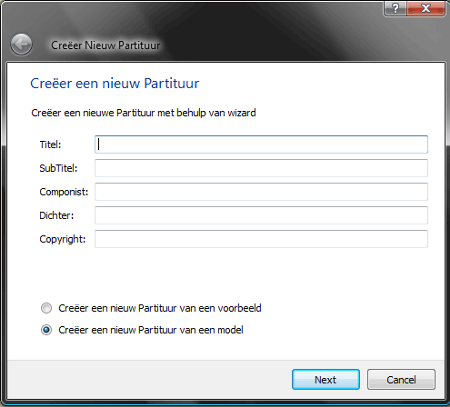 Creëer Nieuw Partituur
Creëer een nieuw Partituur
Creëer een nieuwe Partituur met behulp van wizard
Titel:
SubTitel:
Componist:
Dichter:
Copyright:
Creëer een nieuw Partituur van een voorbeeld
Creëer een nieuw Partituur van een model
Next Cancel